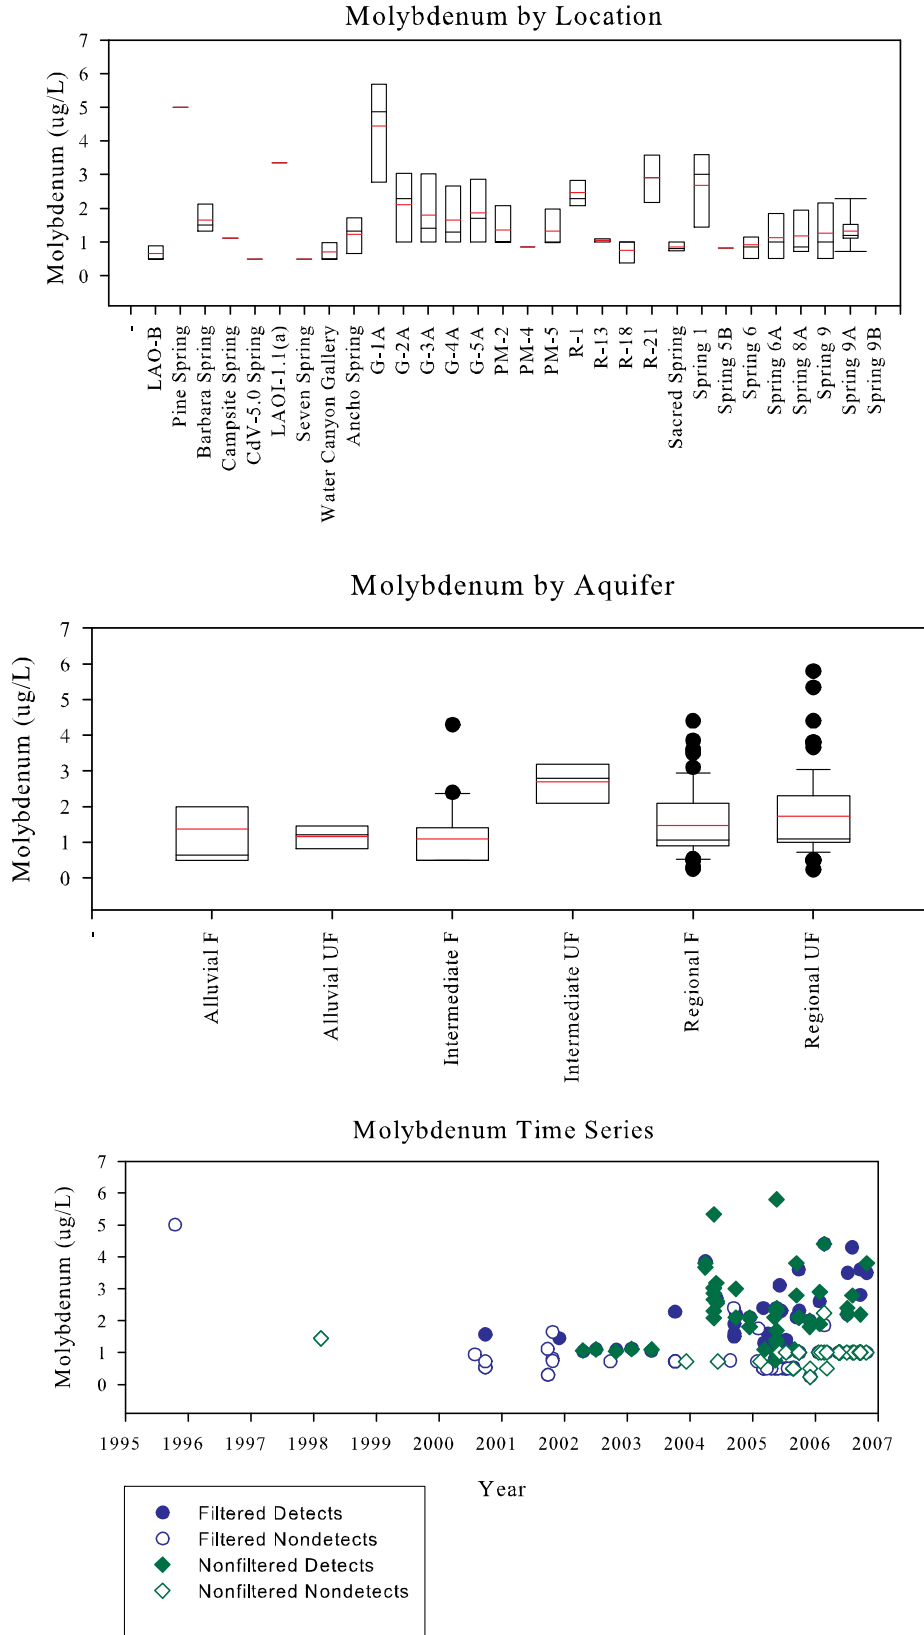 Molybdenum by Location
Molybdenum (ug/L)
7
6
5
4
3
2
1
0
-
LAO-B
Pine Spring
Barbara Spring
Campsite Spring
CdV-5.0 Spring
LAOI-1.1(a)
Seven Spring
Water Canyon Gallery
Ancho Spring
G-1A
G-2A
G-3A
G-4A
G-5A
PM-2
PM-4
PM-5
R-1
R-13
R-18
R-21
Sacred Spring
Spring 1
Spring 5B
Spring 6
Spring 6A
Spring 8A
Spring 9
Spring 9A
Spring 9B
Molybdenum by Aquifer
Molybdenum (ug/L)
7
6
5
4
3
2
1
0
-
Alluvial F
Alluvial UF
Intermediate F
Intermediate UF
Regional F
Regional UF
Molybdenum Time Series
Molybdenum (ug/L)
7
6
5
4
3
2
1
0
1995 1996 1997 1998 1999 2000 2001 2002 2003 2004 2005 2006 2007
Year
Filtered Detects
Filtered Nondetects
Nonfiltered Detects
Nonfiltered Nondetects